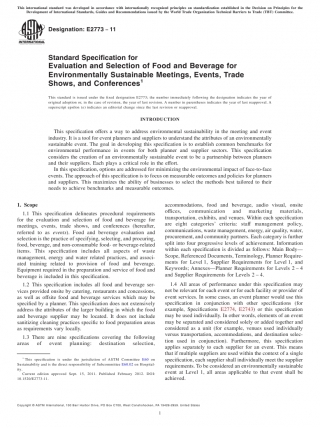 This international standard was developed in accordance with internationally recognized principles on standardization established in the Decision on Principles for the
Development of International Standards, Guides and Recommendations issued by the World Trade Organization Technical Barriers to Trade (TBT) Committee.
Designation: E2773 – 11
Standard Specification for
Evaluation and Selection of Food and Beverage for
Environmentally Sustainable Meetings, Events, Trade
Shows, and Conferences1
This standard is issued under the fixed designation E2773; the number immediately following the designation indicates the year of
original adoption or, in the case of revision, the year of last revision. A number in parentheses indicates the year of last reapproval. A
superscript epsilon (´) indicates an editorial change since the last revision or reapproval.
INTRODUCTION
This specification offers a way to address environmental sustainability in the meeting and event
industry. It is a tool for event planners and suppliers to understand the attributes of an environmentally
sustainable event. The goal in developing this specification is to establish common benchmarks for
environmental performance in events for both planner and supplier sectors. This specification
considers the creation of an environmentally sustainable event to be a partnership between planners
and their suppliers. Each plays a critical role in the effort.
In this specification, options are addressed for minimizing the environmental impact of face-to-face
events. The approach of this specification is to focus on measurable outcomes and policies for planners
and suppliers. This maximizes the ability of businesses to select the methods best tailored to their
needs to achieve benchmarks and measurable outcomes.
1. Scope
1.1 This specification delineates procedural requirements
for the evaluation and selection of food and beverage for
meetings, events, trade shows, and conferences (hereafter,
referred to as events). Food and beverage evaluation and
selection is the practice of specifying, selecting, and procuring,
food, beverage, and non-consumable food- or beverage-related
items. This specification includes all aspects of waste
management, energy and water related practices, and associ-
ated training related to provision of food and beverage.
Equipment required in the preparation and service of food and
beverage is included in this specification.
1.2 This specification includes all food and beverage ser-
vices provided onsite by catering, restaurants and concessions,
as well as offsite food and beverage services which may be
specified by a planner. This specification does not extensively
address the attributes of the larger building in which the food
and beverage supplier may be located. It does not include
sanitizing cleaning practices specific to food preparation areas
as requirements vary locally.
1.3 There are nine specifications covering the following
areas of event planning: destination selection,
accommodations, food and beverage, audio visual, onsite
offices, communications and marketing materials,
transportation, exhibits, and venues. Within each specification
are eight categories/ criteria: staff management policy,
communications, waste management, energy, air quality, water,
procurement, and community partners. Each category is further
split into four progressive levels of achievement. Information
within each specification is divided as follows: Main Body—
Scope, Referenced Documents, Terminology, Planner Require-
ments for Level 1, Supplier Requirements for Level 1, and
Keywords; Annexes—Planner Requirements for Levels 2 – 4
and Supplier Requirements for Levels 2 – 4.
1.4 All areas of performance under this specification may
not be relevant for each event or for each facility or provider of
event services. In some cases, an event planner would use this
specification in conjunction with other specifications (for
example, Specifications E2774, E2743) or this specification
may be used individually. In other words, elements of an event
may be separated and considered solely or added together and
considered as a unit (for example, venues used individually
versus transportation, accommodations, and destination selec-
tion used in conjunction). Furthermore, this specification
applies separately to each supplier for an event. This means
that if multiple suppliers are used within the context of a single
specification, each supplier shall individually meet the supplier
requirements. To be considered an environmentally sustainable
event at Level 1, all areas applicable to that event shall be
achieved.
1 This specification is under the jurisdiction of ASTM Committee E60 on
Sustainability and is the direct responsibility of Subcommittee E60.02 on Hospital-
ity.
Current edition approved Sept. 15, 2011. Published February 2012. DOI:
10.1520/E2773-11.
Copyright © ASTM International, 100 Barr Harbor Drive, PO Box C700, West Conshohocken, PA 19428-2959. United States
1